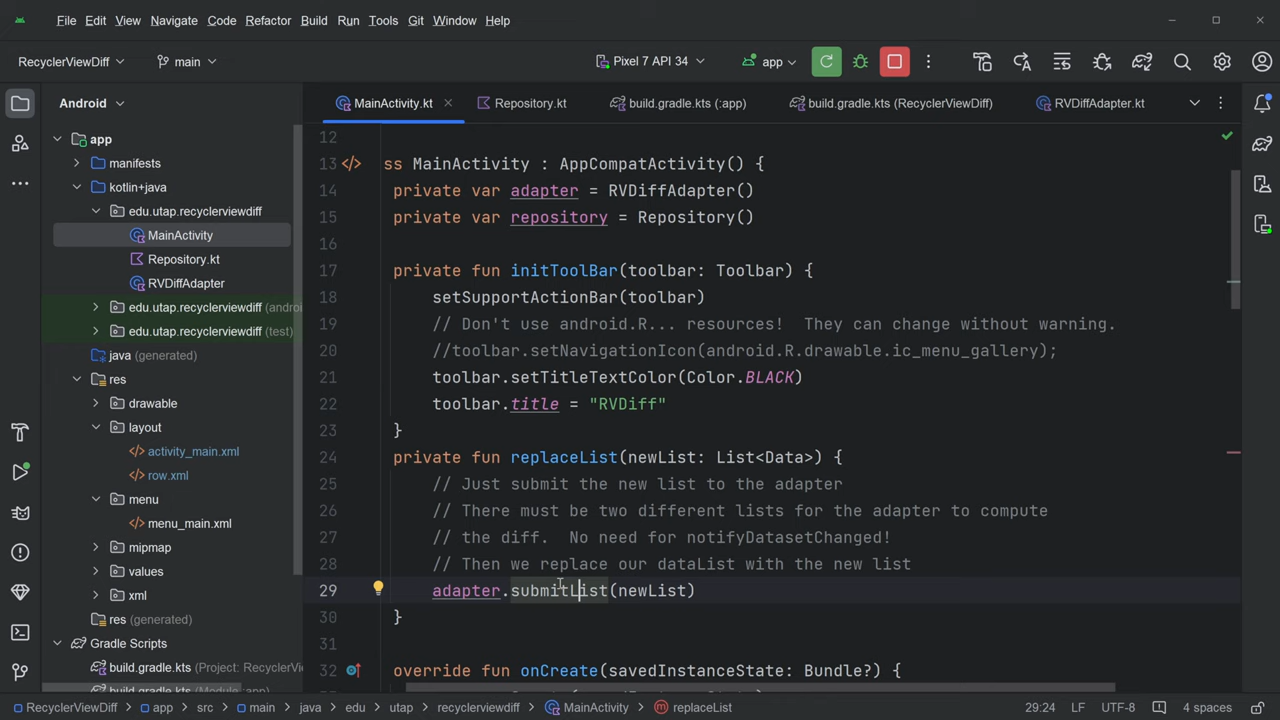 File Edit View Navigate Code Refactor Build Run Tools Git Window Help
RecyclerViewDiff main Pixel 7 API 34 app
Android
MainActivity.kt Repository.kt build.gradle.kts (:app) build.gradle.kts (RecyclerViewDiff) RVDiffAdapter.kt
app
manifests
kotlin+java
edu.utap.recyclerviewdiff
MainActivity
Repository.kt
RVDiffAdapter
edu.utap.recyclerviewdiff (androi
edu.utap.recyclerviewdiff (test)
java (generated)
res
drawable
layout
activity_main.xml
row.xml
menu
menu_main.xml
mipmap
values
xml
res (generated)
Gradle Scripts
build.gradle.kts (Project: RecyclerVi
build.gradle.kts (Module :app)
12
13 ss MainActivity : AppCompatActivity() {
14 private var adapter = RVDiffAdapter()
15 private var repository = Repository()
16
17 private fun initToolBar(toolbar: Toolbar) {
18 setSupportActionBar(toolbar)
19 // Don't use android.R... resources!  They can change without warning.
20 //toolbar.setNavigationIcon(android.R.drawable.ic_menu_gallery);
21 toolbar.setTitleTextColor(Color.BLACK)
22 toolbar.title = "RVDiff"
23 }
24 private fun replaceList(newList: List<Data>) {
25 // Just submit the new list to the adapter
26 // There must be two different lists for the adapter to compute
27 // the diff.  No need for notifyDatasetChanged!
28 // Then we replace our dataList with the new list
29 adapter.submitList(newList)
30 }
31
32 override fun onCreate(savedInstanceState: Bundle?) {
RecyclerViewDiff app src main java edu utap recyclerviewdiff MainActivity replaceList 29:24 LF UTF-8 4 spaces